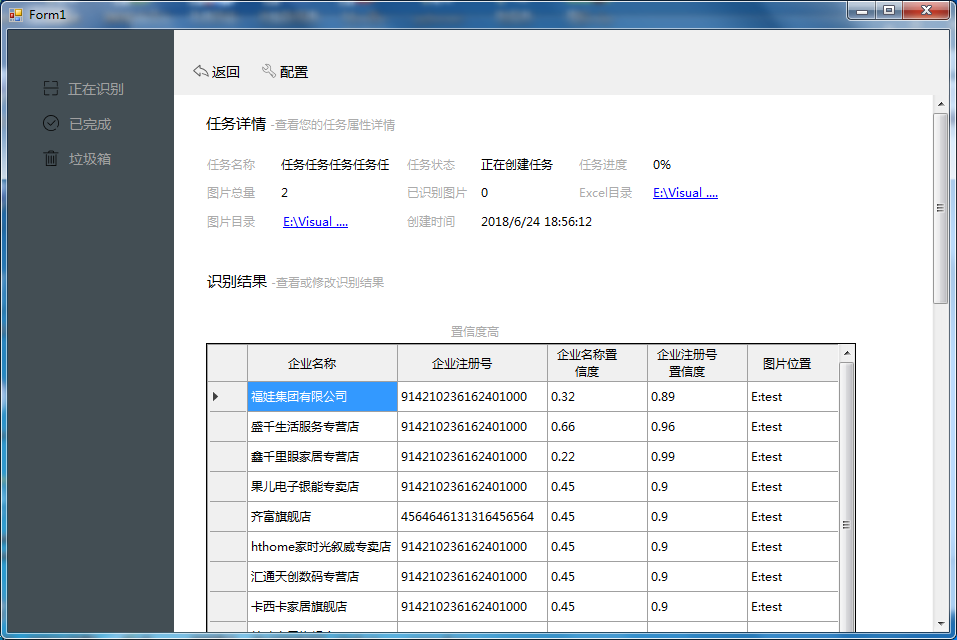 Form1
返回 配置
正在识别
已完成
垃圾箱
任务详情 -查看您的任务属性详情
任务名称 任务任务任务任务任 任务状态 正在创建任务 任务进度 0%
图片总量 2 已识别图片 0 Excel目录 E:\Visual ....
图片目录 E:\Visual .... 创建时间 2018/6/24 18:56:12
识别结果 -查看或修改识别结果
置信度高
企业名称 企业注册号 企业名称置信度 企业注册号置信度 图片位置
福娃集团有限公司 914210236162401000 0.32 0.89 E:test
盛千生活服务专营店 914210236162401000 0.66 0.96 E:test
鑫千里眼家居专营店 914210236162401000 0.22 0.99 E:test
果儿电子银能专卖店 914210236162401000 0.45 0.9 E:test
齐富旗舰店 4564646131316456564 0.45 0.9 E:test
hthome家时光叙威专卖店 914210236162401000 0.45 0.9 E:test
汇通天创数码专营店 914210236162401000 0.45 0.9 E:test
卡西卡家居旗舰店 914210236162401000 0.45 0.9 E:test